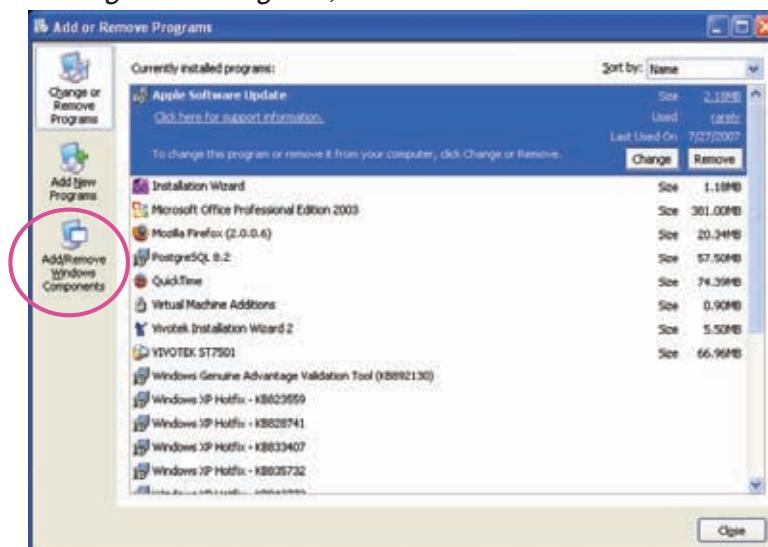 Add or Remove Programs
Change or
Remove
Programs
Add New
Programs
Add/Remove
Windows
Components
Currently installed programs:
Sort by: Name
Apple Software Update Size 2.18MB
Click here for support information. Used rarely
Last Used On 7/27/2007
To change this program or remove it from your computer, click Change or Remove.
Change Remove
Installation Wizard Size 1.18MB
Microsoft Office Professional Edition 2003 Size 381.00MB
Mozilla Firefox (2.0.0.6) Size 20.34MB
PostgreSQL 8.2 Size 57.50MB
QuickTime Size 74.39MB
Virtual Machine Additions Size 0.90MB
Vivotek Installation Wizard 2 Size 5.50MB
VIVOTEK ST7501 Size 66.96MB
Windows Genuine Advantage Validation Tool (KB892130)
Windows XP Hotfix - KB823559
Windows XP Hotfix - KB828741
Windows XP Hotfix - KB833407
Windows XP Hotfix - KB835732
Close